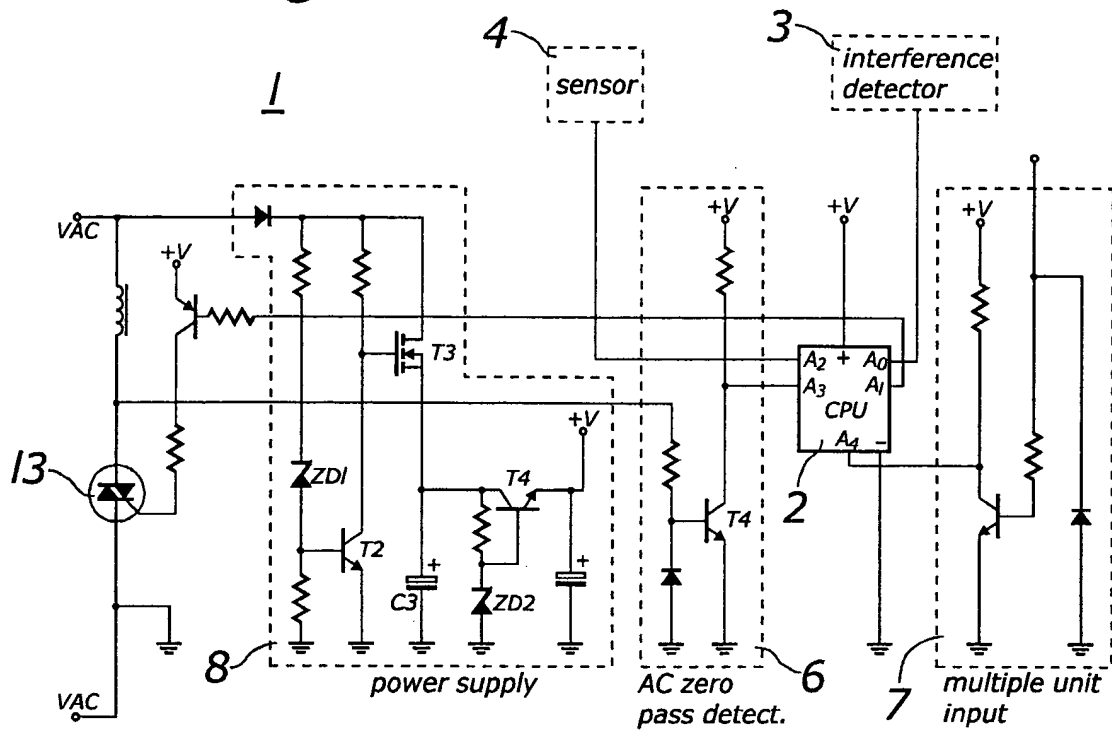 4
sensor
3
interference
detector
1
VAC
+V
+V
+V
+V
T3
A2
+
A0
A3
A1
CPU
A4
-
2
+V
13
ZD1
T4
T4
T2
+
+
C3
ZD2
8
power supply
AC zero
pass detect.
6
7
multiple unit
input
VAC